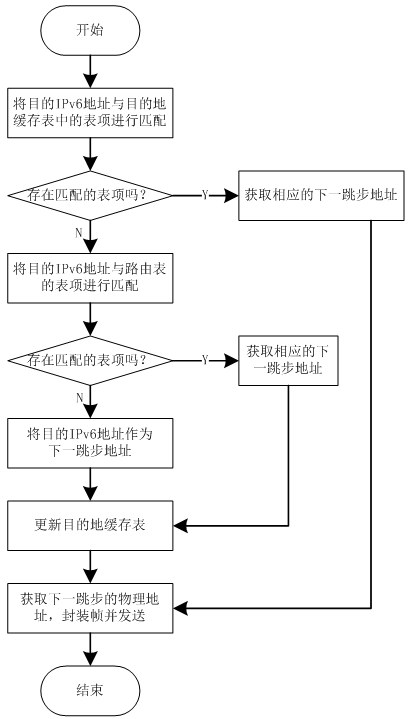 开始
将目的IPv6地址与目的地
缓存表中的表项进行匹配
存在匹配的表项吗？
Y
获取相应的下一跳步地址
N
将目的IPv6地址与路由表
的表项进行匹配
存在匹配的表项吗？
Y
获取相应的下
一跳步地址
N
将目的IPv6地址作为
下一跳步地址
更新目的地缓存表
获取下一跳步的物理地
址，封装帧并发送
结束